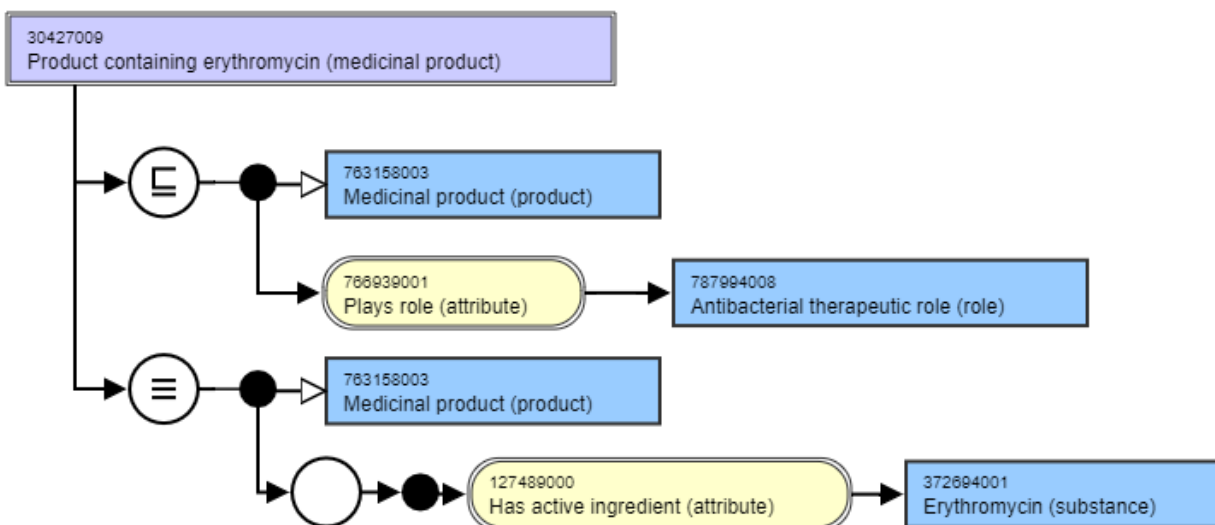 30427009
Product containing erythromycin (medicinal product)
⊑
763158003
Medicinal product (product)
766939001
Plays role (attribute)
787994008
Antibacterial therapeutic role (role)
≡
763158003
Medicinal product (product)
127489000
Has active ingredient (attribute)
372694001
Erythromycin (substance)